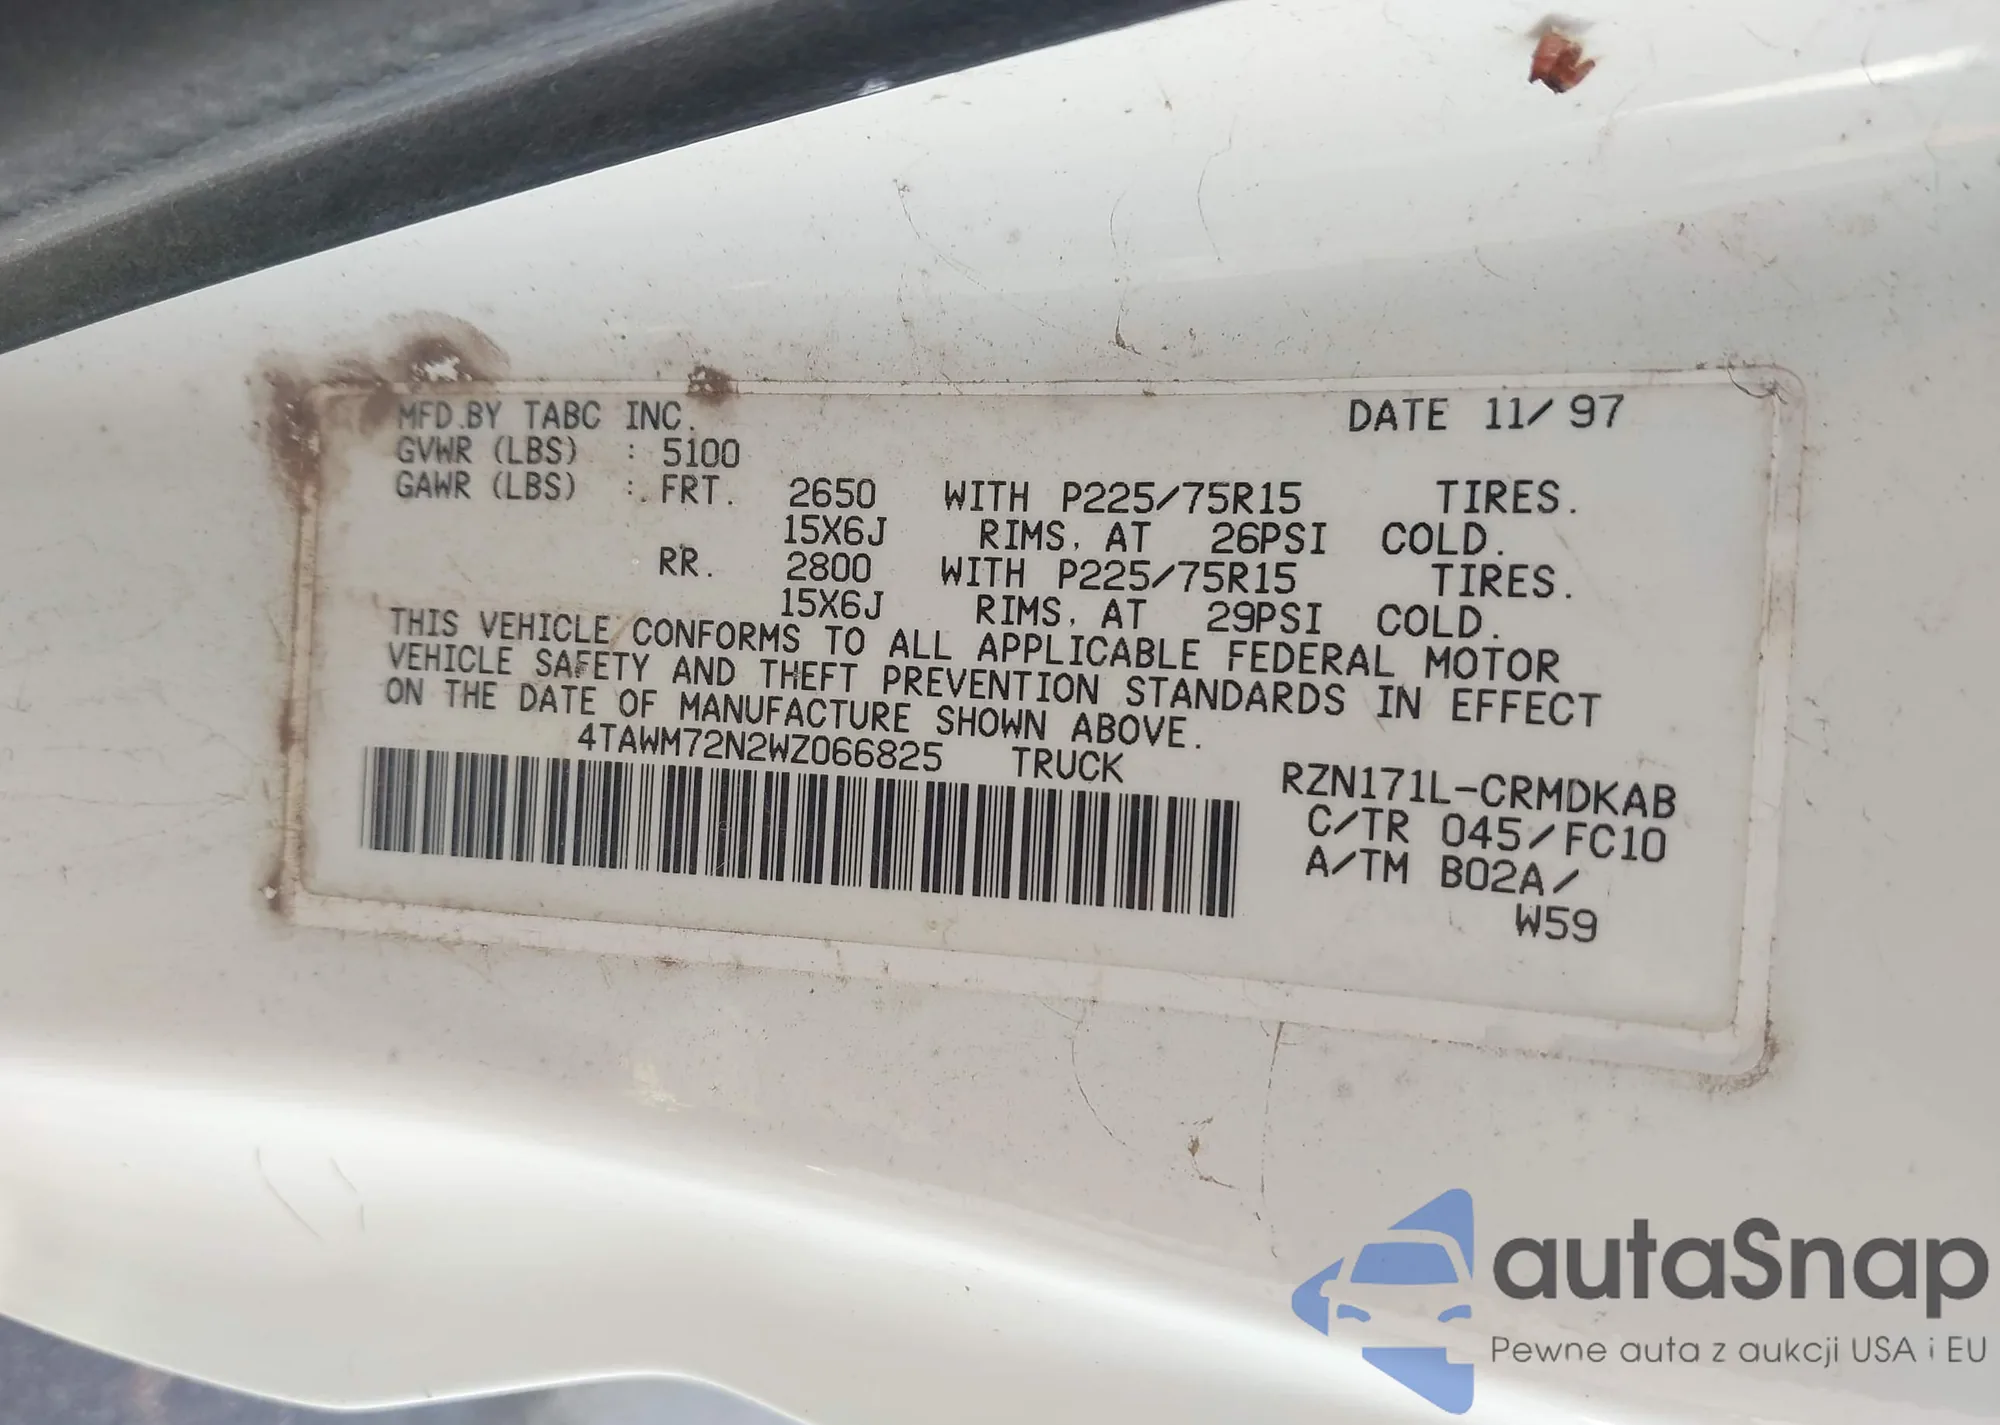 MFD.BY TABC INC. DATE 11/97
GVWR (LBS) : 5100
GAWR (LBS) : FRT. 2650 WITH P225/75R15 TIRES.
15X6J RIMS, AT 26PSI COLD.
RR. 2800 WITH P225/75R15 TIRES.
15X6J RIMS, AT 29PSI COLD.
THIS VEHICLE CONFORMS TO ALL APPLICABLE FEDERAL MOTOR
VEHICLE SAFETY AND THEFT PREVENTION STANDARDS IN EFFECT
ON THE DATE OF MANUFACTURE SHOWN ABOVE.
4TAWM72N2WZ066825 TRUCK
RZN171L-CRMDKAB
C/TR 045/FC10
A/TM B02A/
W59
autaSnap
Pewne auta z aukcji USA i EU